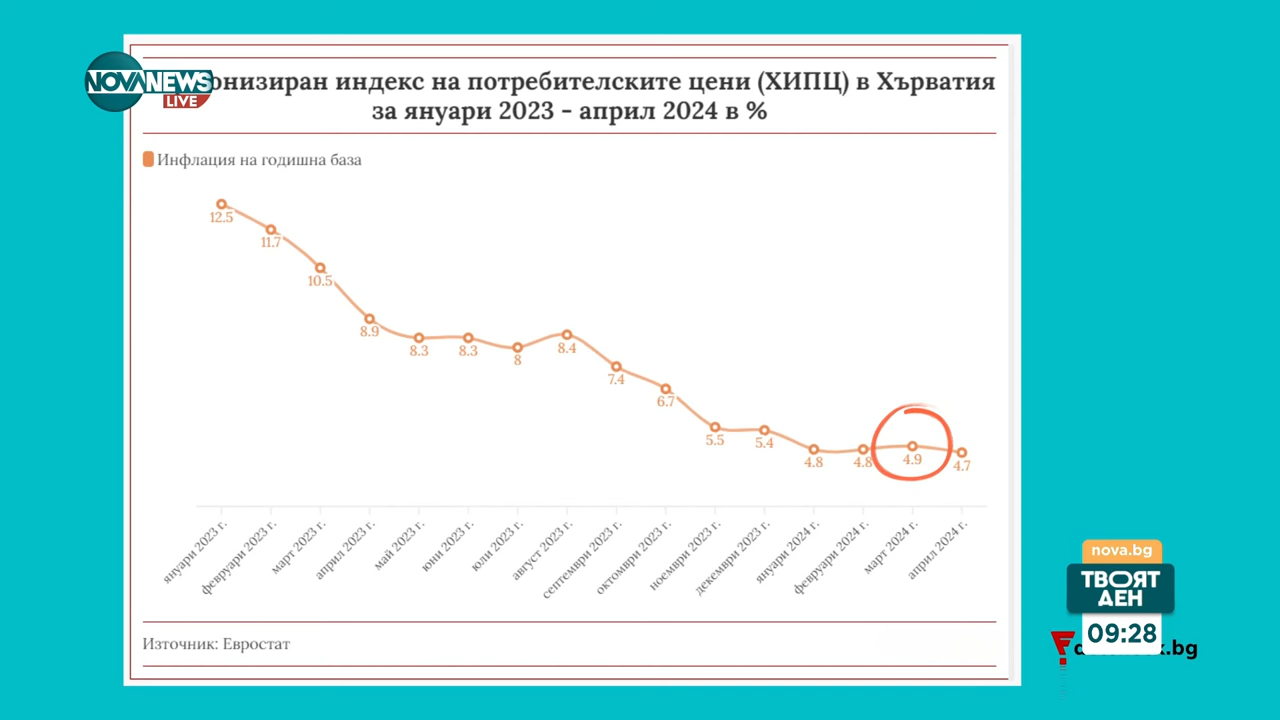 NOVANEWS
LIVE
онизиран индекс на потребителските цени (ХИПЦ) в Хърватия
за януари 2023 - април 2024 в %
Инфлация на годишна база
12.5
11.7
10.5
8.9
8.3
8.3
8
8.4
7.4
6.7
5.5
5.4
4.8
4.8
4.9
4.7
януари 2023 г.
февруари 2023 г.
март 2023 г.
април 2023 г.
май 2023 г.
юни 2023 г.
юли 2023 г.
август 2023 г.
септември 2023 г.
октомври 2023 г.
ноември 2023 г.
декември 2023 г.
януари 2024 г.
февруари 2024 г.
март 2024 г.
април 2024 г.
Източник: Евростат
nova.bg
ТВОЯТ
ДЕН
09:28
.bg